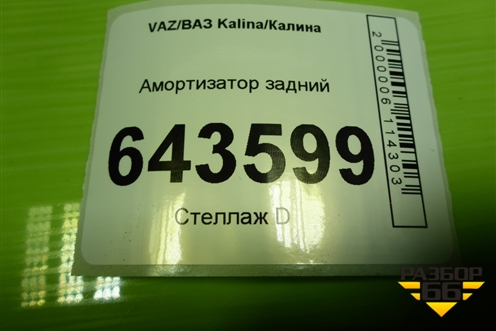 VAZ/ВАЗ Kalina/Калина
Амортизатор задний
643599
Стеллаж D
2000006114303
РАЗБОР
66